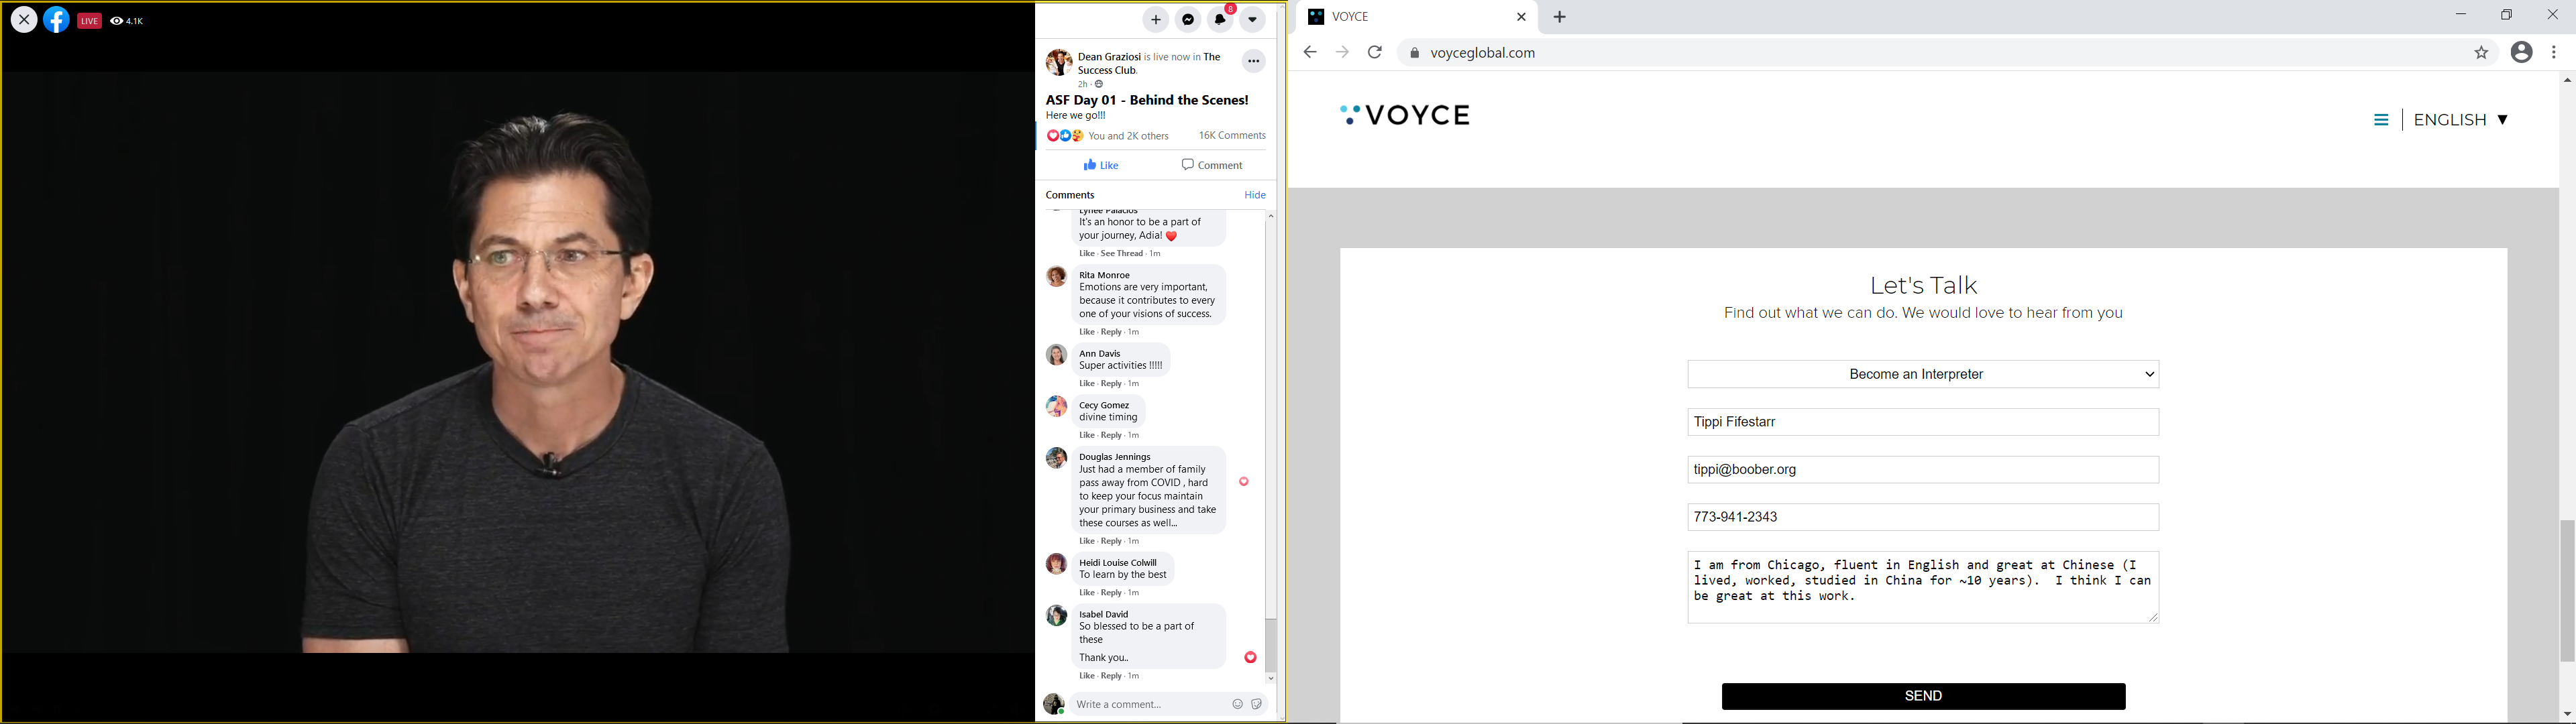 LIVE
4.1K
8
Dean Graziosi is live now in The
Success Club.
2h ·
ASF Day 01 - Behind the Scenes!
Here we go!!!
You and 2K others
16K Comments
Like
Comment
Comments
Hide
Lynee Palacios
It's an honor to be a part of
your journey, Adia! ❤️
Like · See Thread · 1m
Rita Monroe
Emotions are very important,
because it contributes to every
one of your visions of success.
Like · Reply · 1m
Ann Davis
Super activities !!!!!
Like · Reply · 1m
Cecy Gomez
divine timing
Like · Reply · 1m
Douglas Jennings
Just had a member of family
pass away from COVID , hard
to keep your focus maintain
your primary business and take
these courses as well...
Like · Reply · 1m
Heidi Louise Colwill
To learn by the best
Like · Reply · 1m
Isabel David
So blessed to be a part of
these
Thank you..
Like · Reply · 1m
Write a comment...
VOYCE
voyceglobal.com
VOYCE
ENGLISH ▼
Let's Talk
Find out what we can do. We would love to hear from you
Become an Interpreter
Tippi Fifestarr
tippi@boober.org
773-941-2343
I am from Chicago, fluent in English and great at Chinese (I
lived, worked, studied in China for ~10 years).  I think I can
be great at this work.
SEND